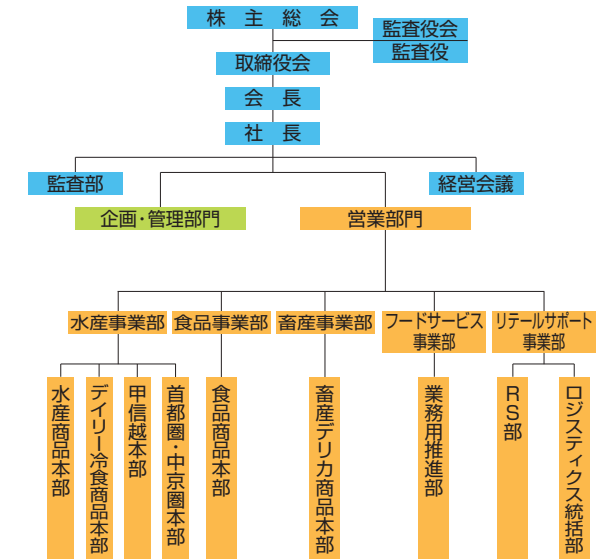 株主総会
監査役会
監査役
取締役会
会長
社長
監査部
経営会議
企画・管理部門
営業部門
水産事業部
食品事業部
畜産事業部
フードサービス
事業部
リテールサポート
事業部
水産商品本部
デイリー冷食商品本部
甲信越本部
首都圏・中京圏本部
食品商品本部
畜産デリカ商品本部
業務用推進部
RS部
ロジスティクス統括部